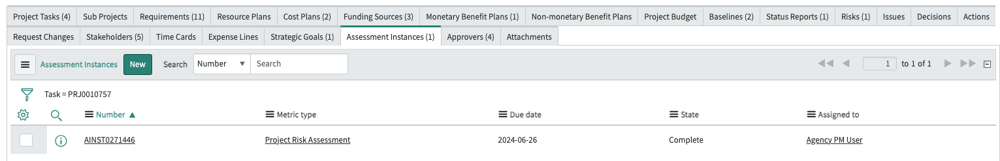 Project Tasks (4) Sub Projects Requirements (11) Resource Plans Cost Plans (2) Funding Sources (3) Monetary Benefit Plans (1) Non-monetary Benefit Plans Project Budget Baselines (2) Status Reports (1) Risks (1) Issues Decisions Actions
Request Changes Stakeholders (5) Time Cards Expense Lines Strategic Goals (1) Assessment Instances (1) Approvers (4) Attachments
Assessment Instances New Search Number Search 1 to 1 of 1
Task = PRJ0010757
Number Metric type Due date State Assigned to
AINST0271446 Project Risk Assessment 2024-06-26 Complete Agency PM User